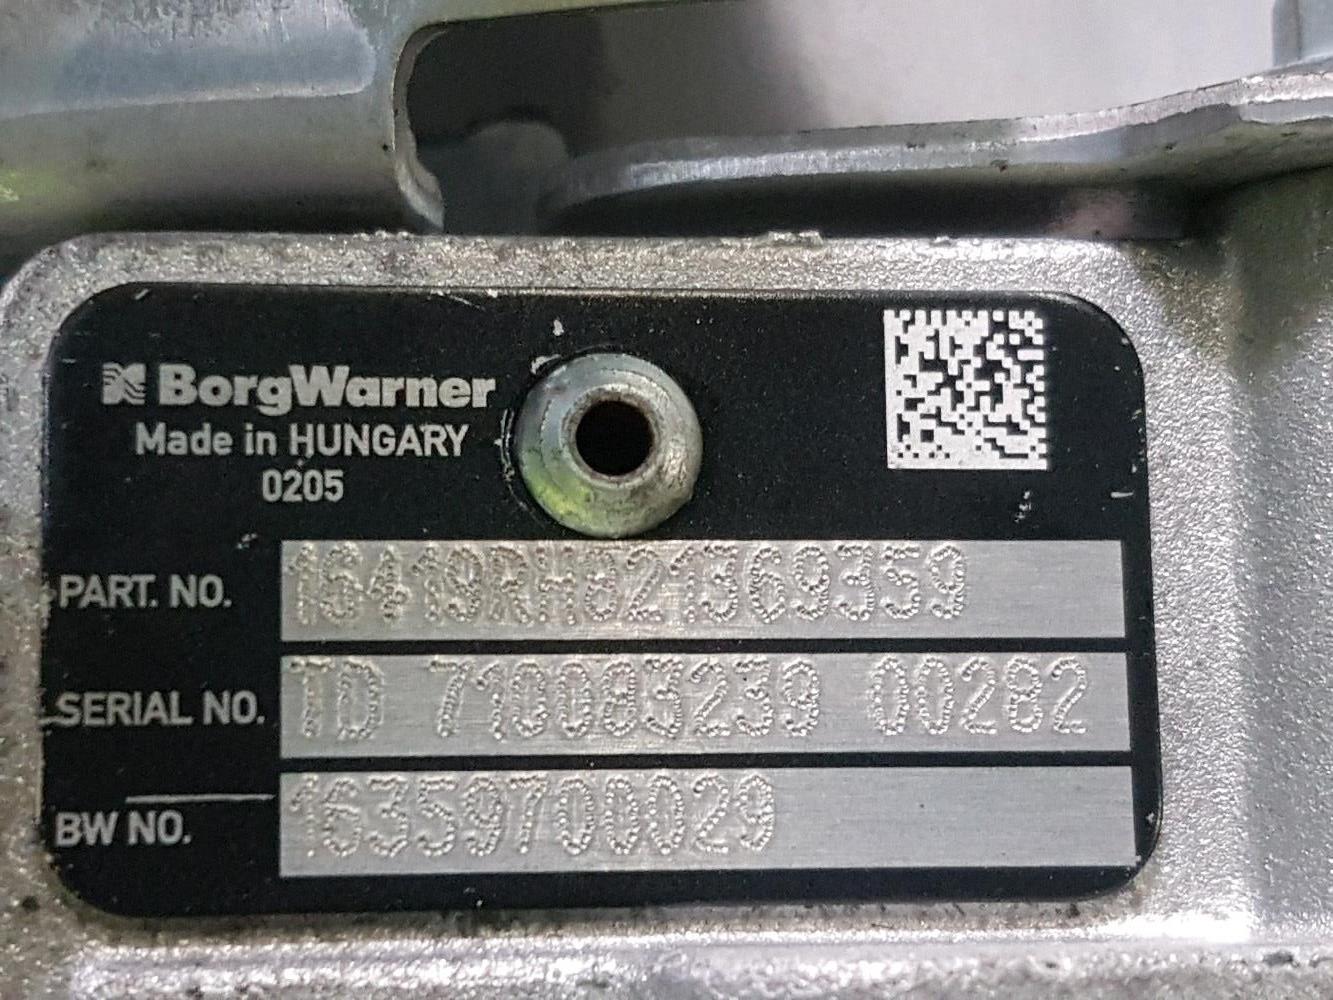 BorgWarner
Made in HUNGARY
0205
PART. NO. 16419RH821369359
SERIAL NO. TD 710083239 00282
BW NO. 16359700029